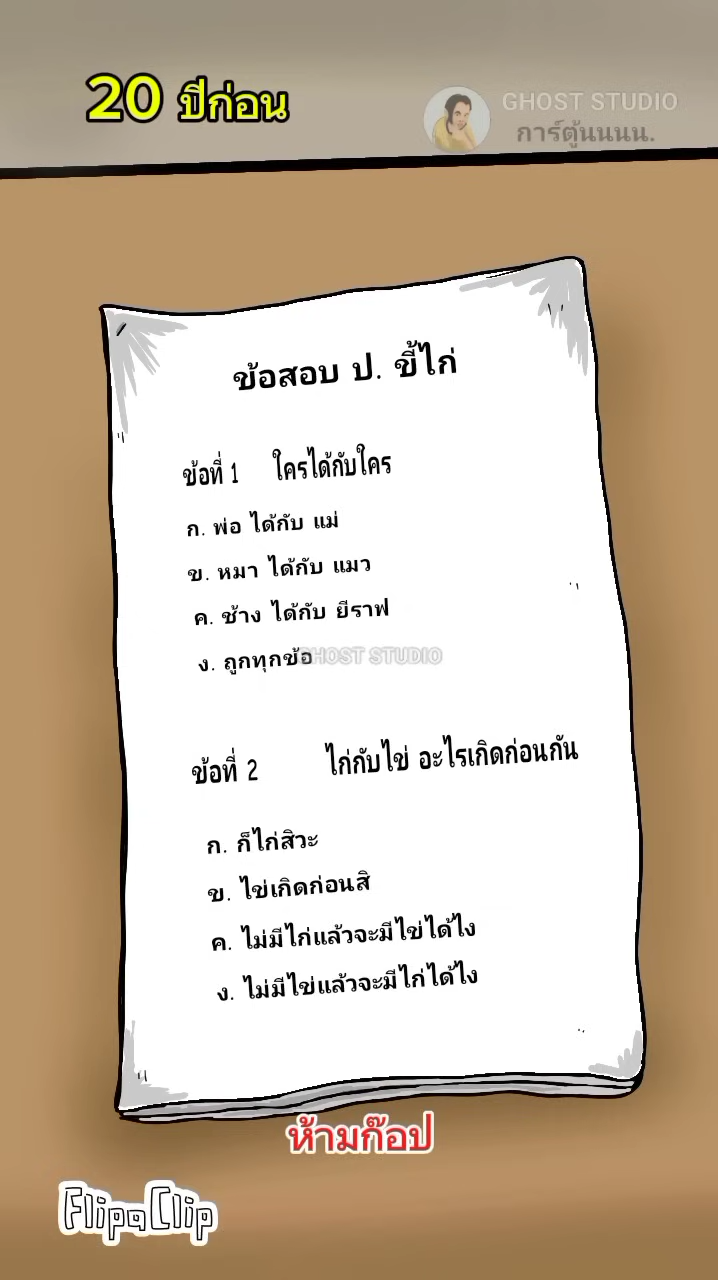 20 ปีก่อน
GHOST STUDIO
การ์ตู้นนนน.
ข้อสอบ ป. ขี้ไก่
ข้อที่ 1 ใครได้กับใคร
ก. พ่อ ได้กับ แม่
ข. หมา ได้กับ แมว
ค. ช้าง ได้กับ ยีราฟ
ง. ถูกทุกข้อ
GHOST STUDIO
ข้อที่ 2 ไก่กับไข่ อะไรเกิดก่อนกัน
ก. ก็ไก่สิวะ
ข. ไข่เกิดก่อนสิ
ค. ไม่มีไก่แล้วจะมีไข่ได้ไง
ง. ไม่มีไข่แล้วจะมีไก่ได้ไง
ห้ามก๊อป
FlipaClip